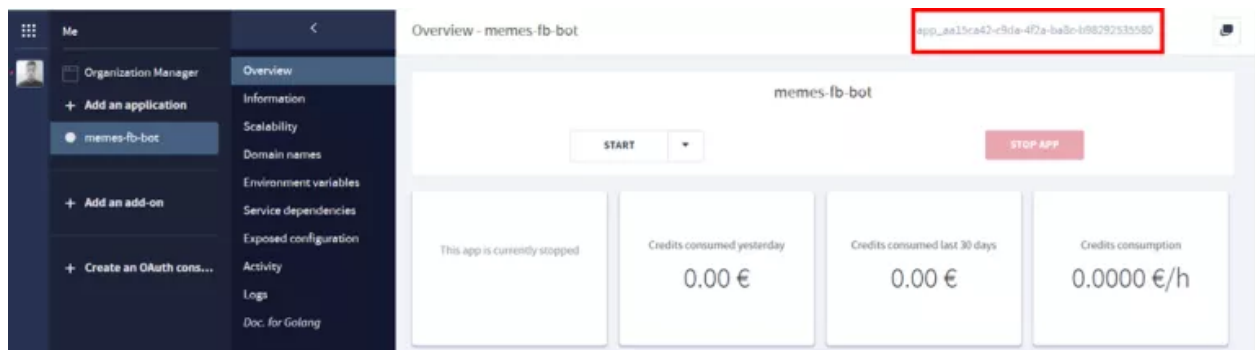 Me
Organization Manager
+ Add an application
memes-fb-bot
+ Add an add-on
+ Create an OAuth cons...
Overview
Information
Scalability
Domain names
Environment variables
Service dependencies
Exposed configuration
Activity
Logs
Doc. for Golang
Overview - memes-fb-bot
memes-fb-bot
START
STOP APP
This app is currently stopped
Credits consumed yesterday
0.00 €
Credits consumed last 30 days
0.00 €
Credits consumption
0.0000 €/h